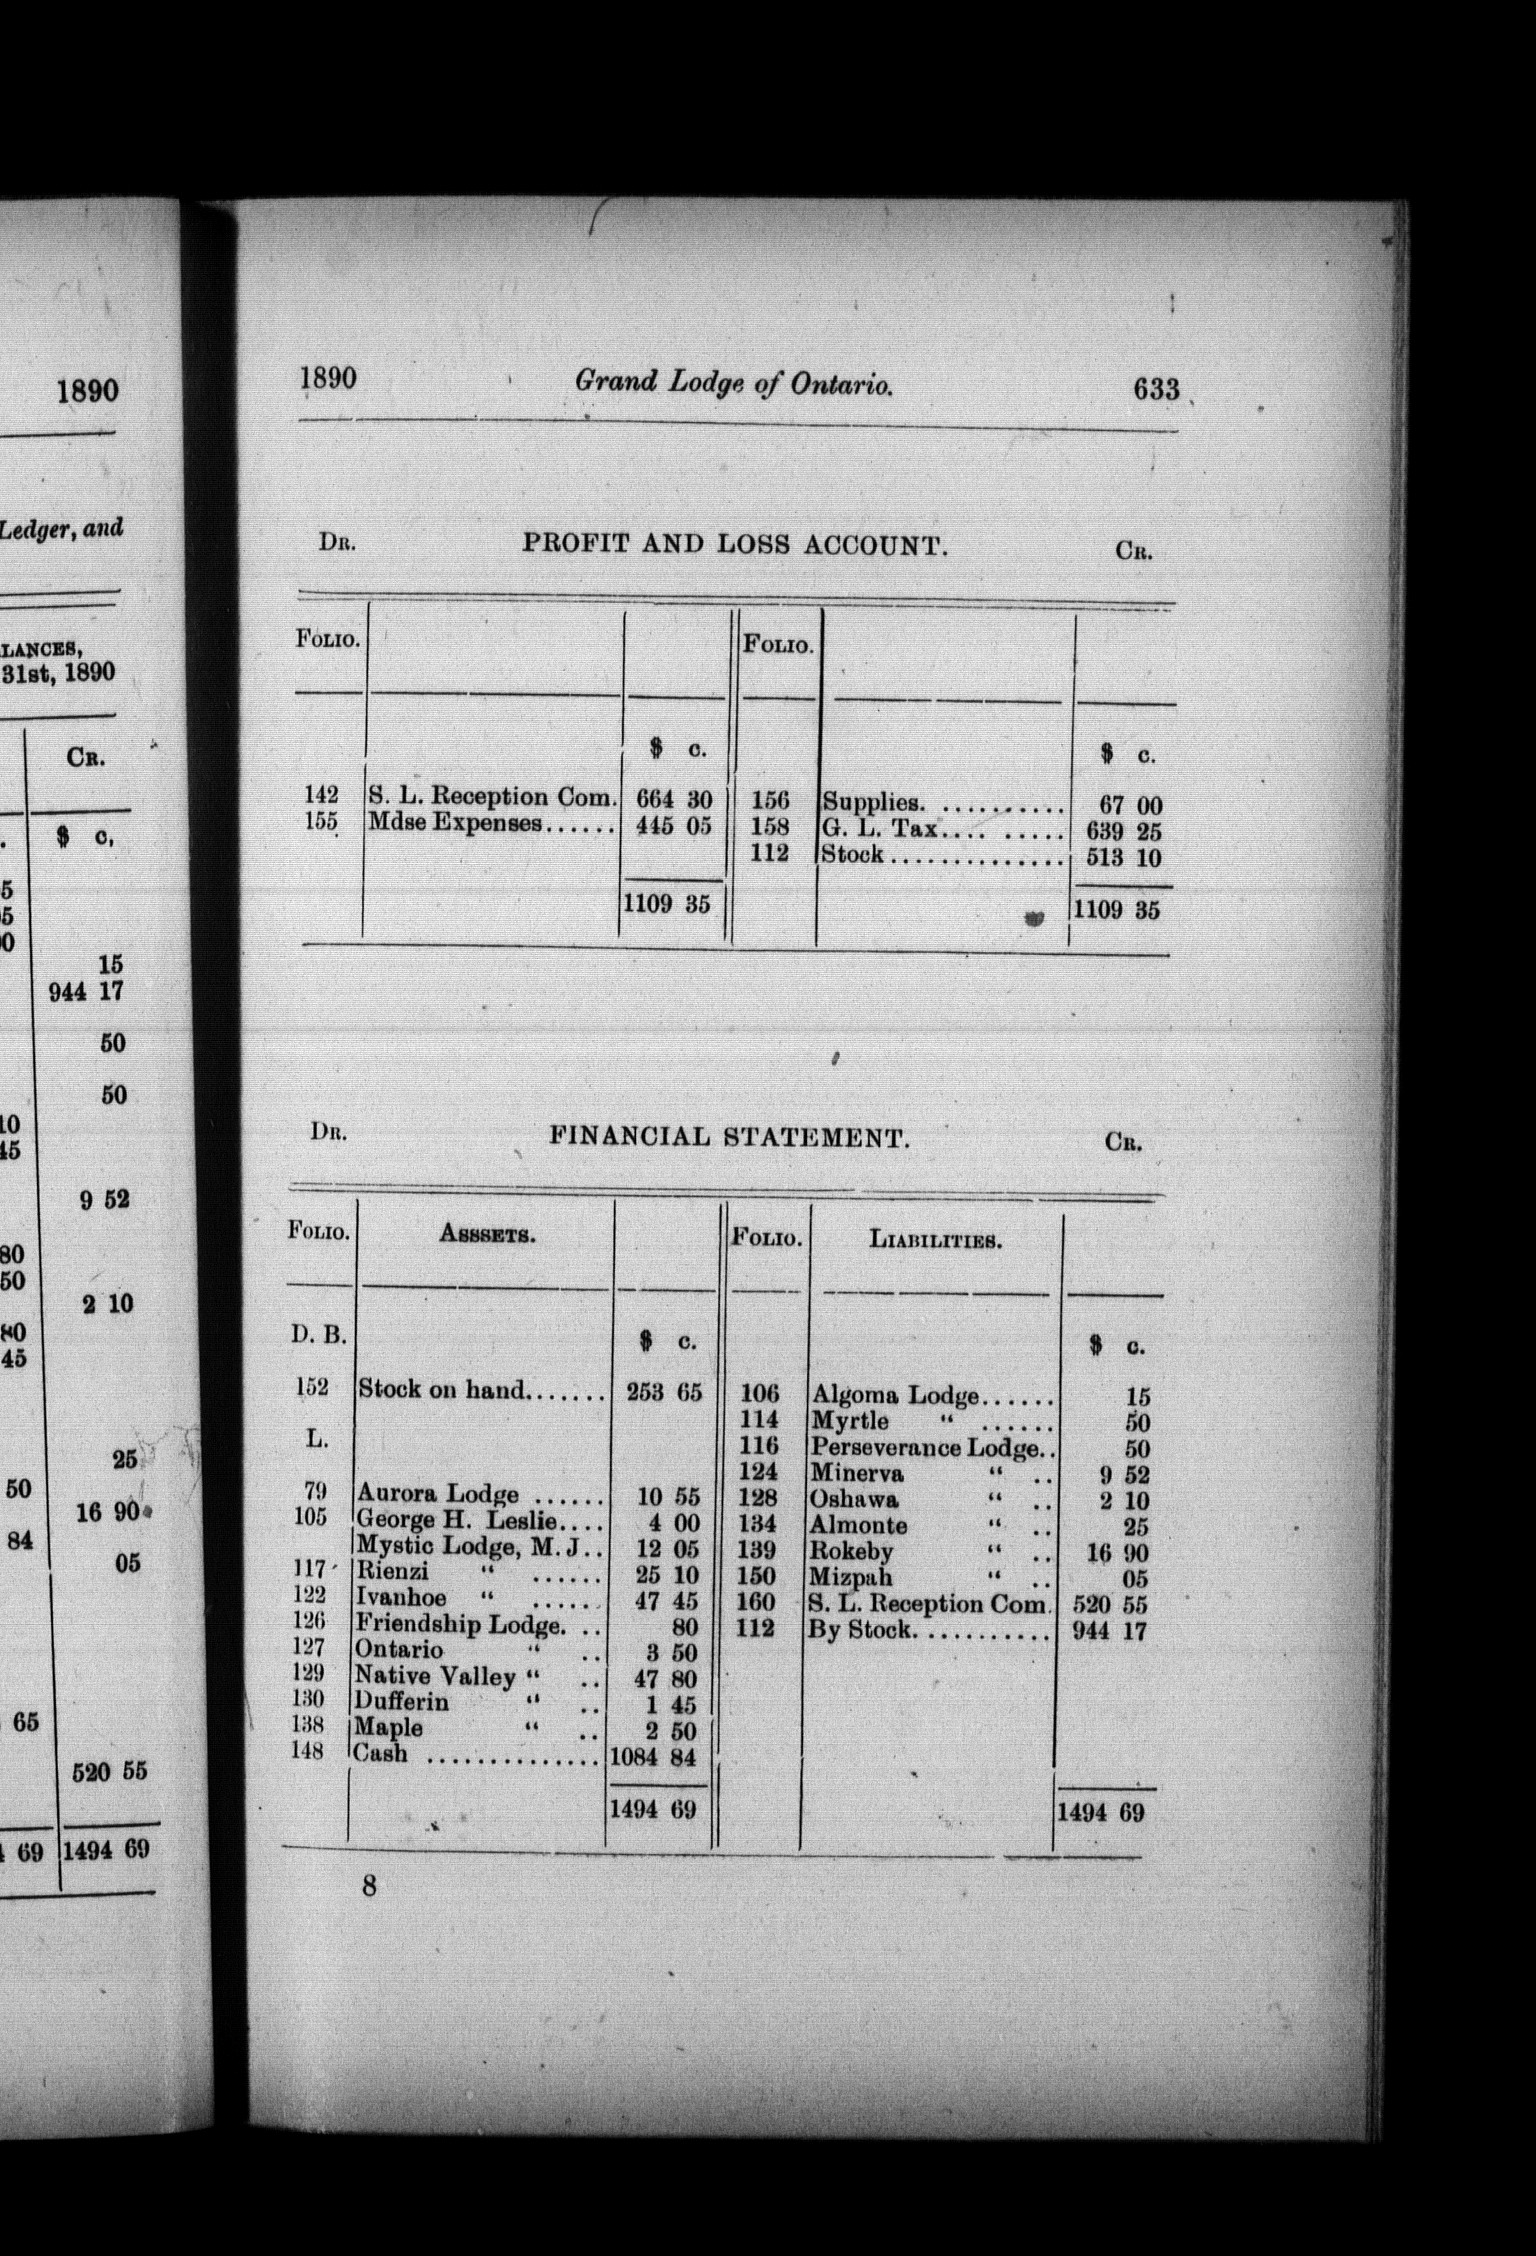 1890
Ledger, and
LANCES,
31st, 1890
CR.
$ c.
5
5
0
15
944 17
50
50
10
45
9 52
80
50
2 10
80
45
25
50
16 90
84
05
65
520 55
69 1494 69
1890 Grand Lodge of Ontario. 633
DR. PROFIT AND LOSS ACCOUNT. CR.
FOLIO. FOLIO.
$ c. $ c.
142 S. L. Reception Com. 664 30 156 Supplies. .......... 67 00
155 Mdse Expenses...... 445 05 158 G. L. Tax.... ..... 639 25
112 Stock.............. 513 10
1109 35 1109 35
DR. FINANCIAL STATEMENT. CR.
FOLIO. ASSSETS. FOLIO. LIABILITIES.
D. B. $ c. $ c.
152 Stock on hand....... 253 65 106 Algoma Lodge...... 15
114 Myrtle “ ...... 50
L. 116 Perseverance Lodge.. 50
124 Minerva “ .. 9 52
79 Aurora Lodge ...... 10 55 128 Oshawa “ .. 2 10
105 George H. Leslie.... 4 00 134 Almonte “ .. 25
Mystic Lodge, M. J.. 12 05 139 Rokeby “ .. 16 90
117 Rienzi “ ...... 25 10 150 Mizpah “ .. 05
122 Ivanhoe “ ...... 47 45 160 S. L. Reception Com. 520 55
126 Friendship Lodge. .. 80 112 By Stock........... 944 17
127 Ontario “ .. 3 50
129 Native Valley “ .. 47 80
130 Dufferin “ .. 1 45
138 Maple “ .. 2 50
148 Cash .............. 1084 84
1494 69 1494 69
8